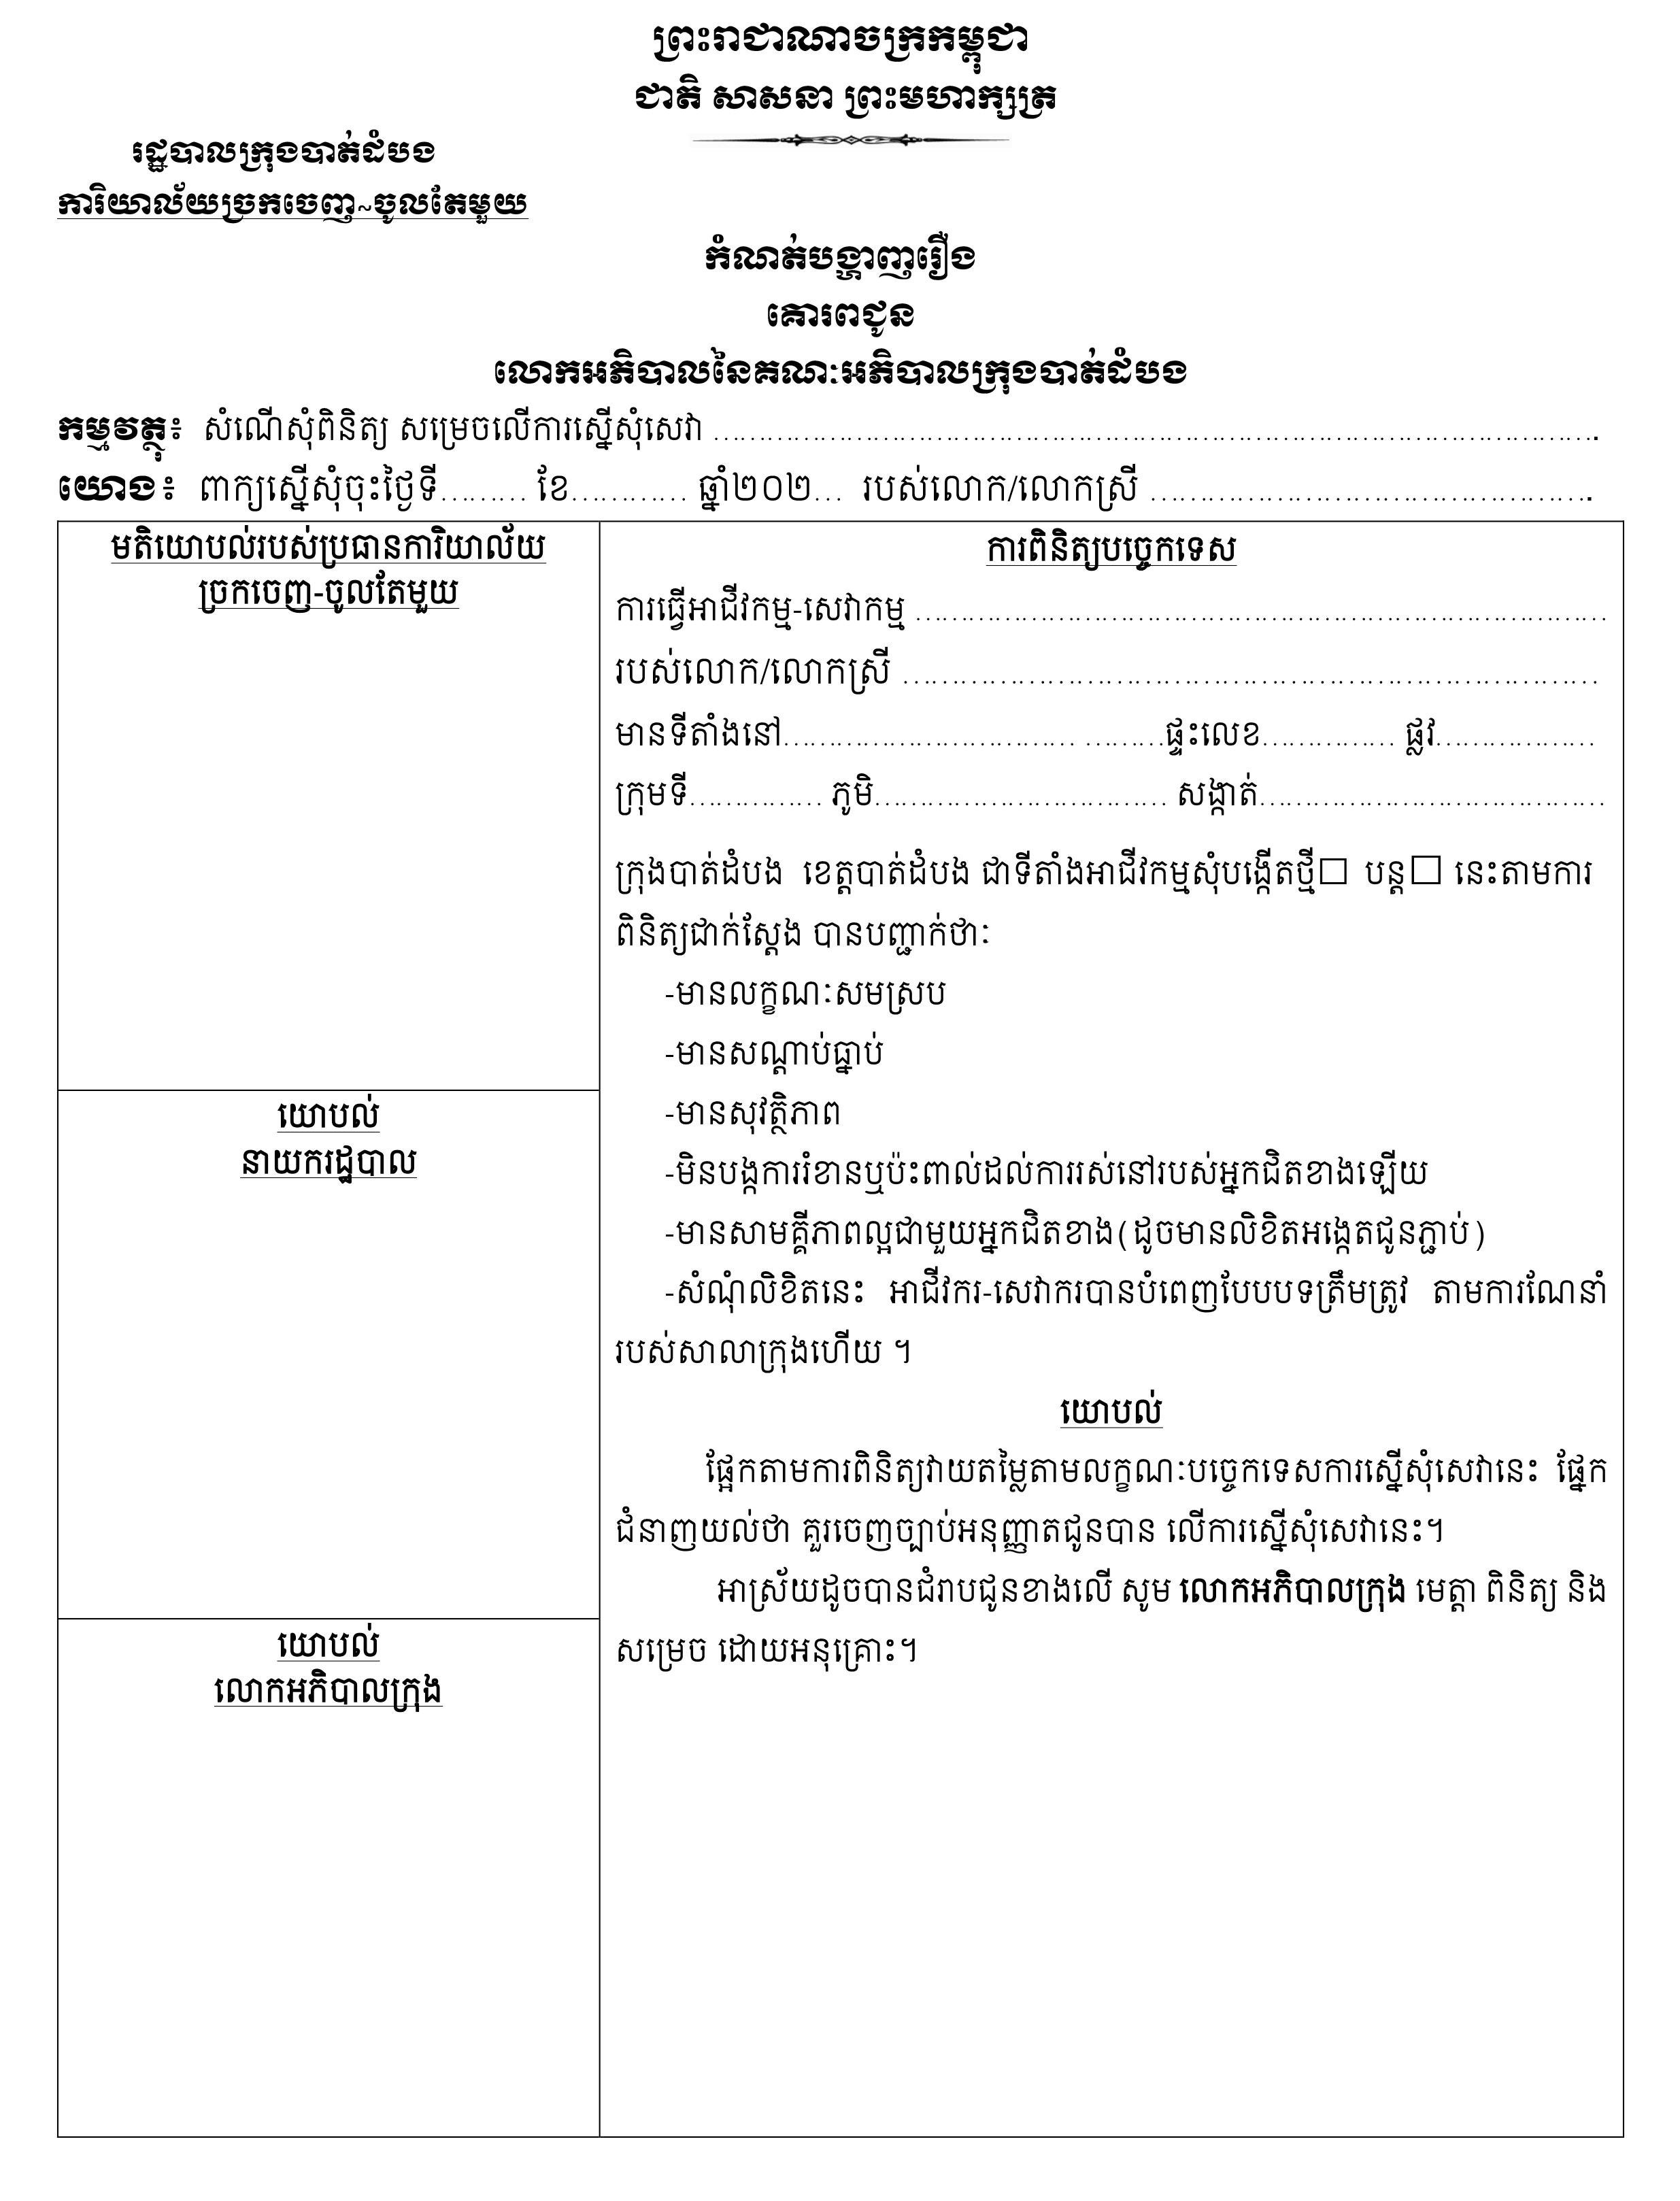 ព្រះរាជាណាចក្រកម្ពុជា
ជាតិ សាសនា ព្រះមហាក្សត្រ
រដ្ឋបាលក្រុងបាត់ដំបង
ការិយាល័យច្រកចេញ~ចូលតែមួយ
កំណត់បង្ហាញរឿង
គោរពជូន
លោកអភិបាលនៃគណៈអភិបាលក្រុងបាត់ដំបង
កម្មវត្ថុ៖ សំណើសុំពិនិត្យ សម្រេចលើការស្នើសុំសេវា ……………………………………………………………………………………….
យោង៖ ពាក្យស្នើសុំចុះថ្ងៃទី……… ខែ………… ឆ្នាំ២០២… របស់លោក/លោកស្រី ……………………………………….
មតិយោបល់របស់ប្រធានការិយាល័យ
ច្រកចេញ-ចូលតែមួយ
យោបល់
នាយករដ្ឋបាល
យោបល់
លោកអភិបាលក្រុង
ការពិនិត្យបច្ចេកទេស
ការធ្វើអាជីវកម្ម-សេវាកម្ម ……………………………………………………………………
របស់លោក/លោកស្រី ……………………………………………………………………
មានទីតាំងនៅ…………………………… ………ផ្ទះលេខ…………… ផ្លូវ………………
ក្រុមទី…………… ភូមិ…………………………… សង្កាត់…………………………………
ក្រុងបាត់ដំបង ខេត្តបាត់ដំបង ជាទីតាំងអាជីវកម្មសុំបង្កើតថ្មី☐ បន្ត☐ នេះតាមការ
ពិនិត្យជាក់ស្តែង បានបញ្ជាក់ថាៈ
-មានលក្ខណៈសមស្រប
-មានសណ្តាប់ធ្នាប់
-មានសុវត្ថិភាព
-មិនបង្កការរំខានឬប៉ះពាល់ដល់ការរស់នៅរបស់អ្នកជិតខាងឡើយ
-មានសាមគ្គីភាពល្អជាមួយអ្នកជិតខាង(ដូចមានលិខិតអង្កេតជូនភ្ជាប់)
-សំណុំលិខិតនេះ អាជីវករ-សេវាករបានបំពេញបែបបទត្រឹមត្រូវ តាមការណែនាំ
របស់សាលាក្រុងហើយ ។
យោបល់
ផ្អែកតាមការពិនិត្យវាយតម្លៃតាមលក្ខណៈបច្ចេកទេសការស្នើសុំសេវានេះ ផ្នែក
ជំនាញយល់ថា គួរចេញច្បាប់អនុញ្ញាតជូនបាន លើការស្នើសុំសេវានេះ។
អាស្រ័យដូចបានជំរាបជូនខាងលើ សូម លោកអភិបាលក្រុង មេត្តា ពិនិត្យ និង
សម្រេច ដោយអនុគ្រោះ។